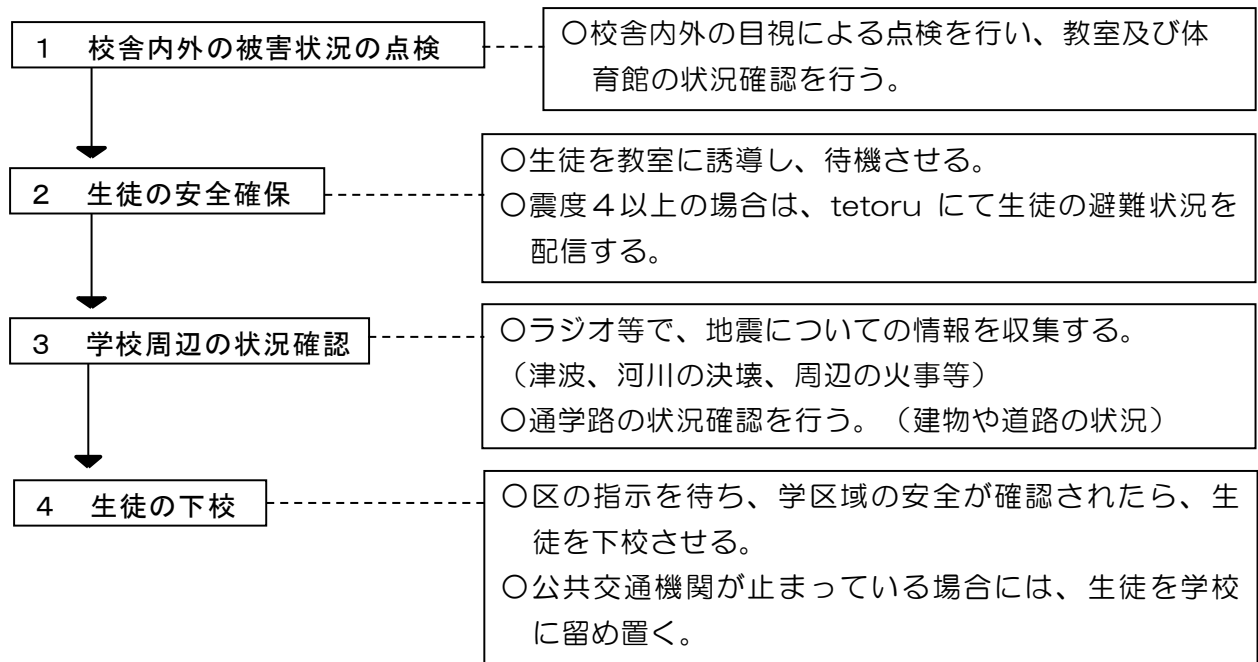 1 校舎内外の被害状況の点検
〇校舎内外の目視による点検を行い、教室及び体
育館の状況確認を行う。
2 生徒の安全確保
〇生徒を教室に誘導し、待機させる。
〇震度４以上の場合は、tetoru にて生徒の避難状況を
配信する。
3 学校周辺の状況確認
〇ラジオ等で、地震についての情報を収集する。
（津波、河川の決壊、周辺の火事等）
〇通学路の状況確認を行う。（建物や道路の状況）
4 生徒の下校
〇区の指示を待ち、学区域の安全が確認されたら、生
徒を下校させる。
〇公共交通機関が止まっている場合には、生徒を学校
に留め置く。